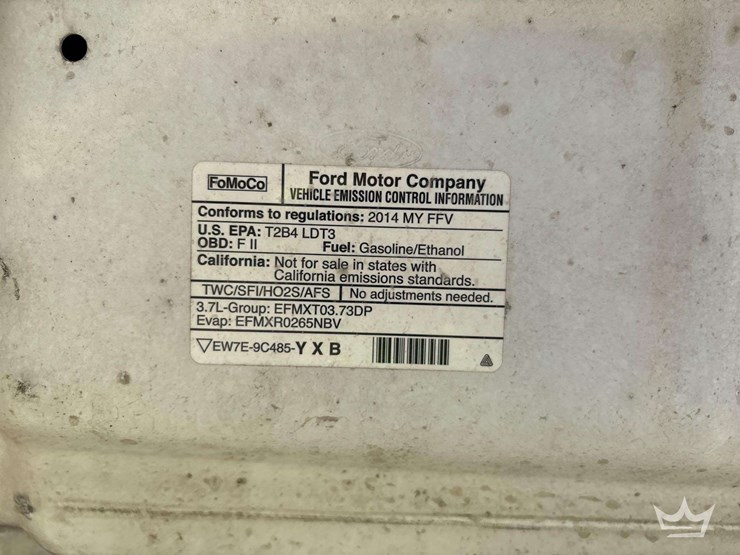 FoMoCo
Ford Motor Company
VEHICLE EMISSION CONTROL INFORMATION
Conforms to regulations: 2014 MY FFV
U.S. EPA: T2B4 LDT3
OBD: F II Fuel: Gasoline/Ethanol
California: Not for sale in states with
California emissions standards.
TWC/SFI/HO2S/AFS No adjustments needed.
3.7L-Group: EFMXT03.73DP
Evap: EFMXR0265NBV
EW7E-9C485-Y X B